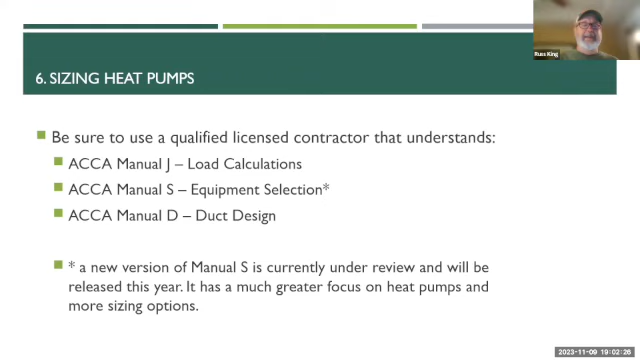 Russ King
6. SIZING HEAT PUMPS
Be sure to use a qualified licensed contractor that understands:
ACCA Manual J – Load Calculations
ACCA Manual S – Equipment Selection*
ACCA Manual D – Duct Design
* a new version of Manual S is currently under review and will be
released this year. It has a much greater focus on heat pumps and
more sizing options.
2023-11-09 19:02:26